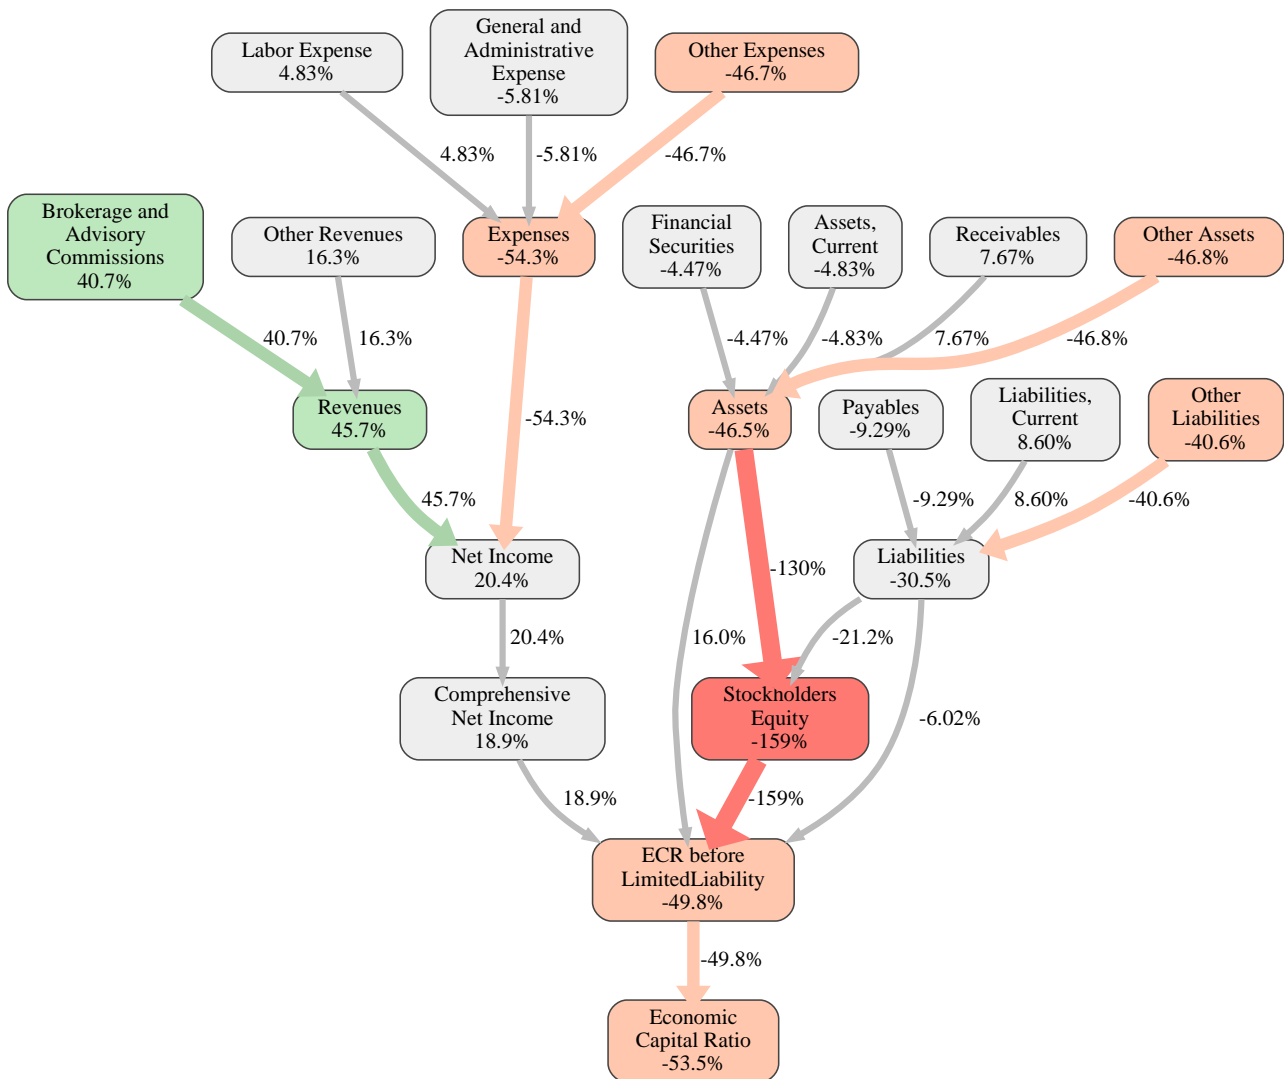 Labor Expense
4.83%
General and
Administrative
Expense
-5.81%
Other Expenses
-46.7%
4.83%
-5.81%
-46.7%
Brokerage and
Advisory
Commissions
40.7%
Other Revenues
16.3%
Expenses
-54.3%
Financial
Securities
-4.47%
Assets,
Current
-4.83%
Receivables
7.67%
Other Assets
-46.8%
40.7%
16.3%
-54.3%
-4.47%
-4.83%
7.67%
-46.8%
Revenues
45.7%
Assets
-46.5%
Payables
-9.29%
Liabilities,
Current
8.60%
Other
Liabilities
-40.6%
45.7%
-9.29%
8.60%
-40.6%
Net Income
20.4%
-130%
Liabilities
-30.5%
20.4%
16.0%
-21.2%
-6.02%
Comprehensive
Net Income
18.9%
Stockholders
Equity
-159%
18.9%
-159%
ECR before
LimitedLiability
-49.8%
-49.8%
Economic
Capital Ratio
-53.5%